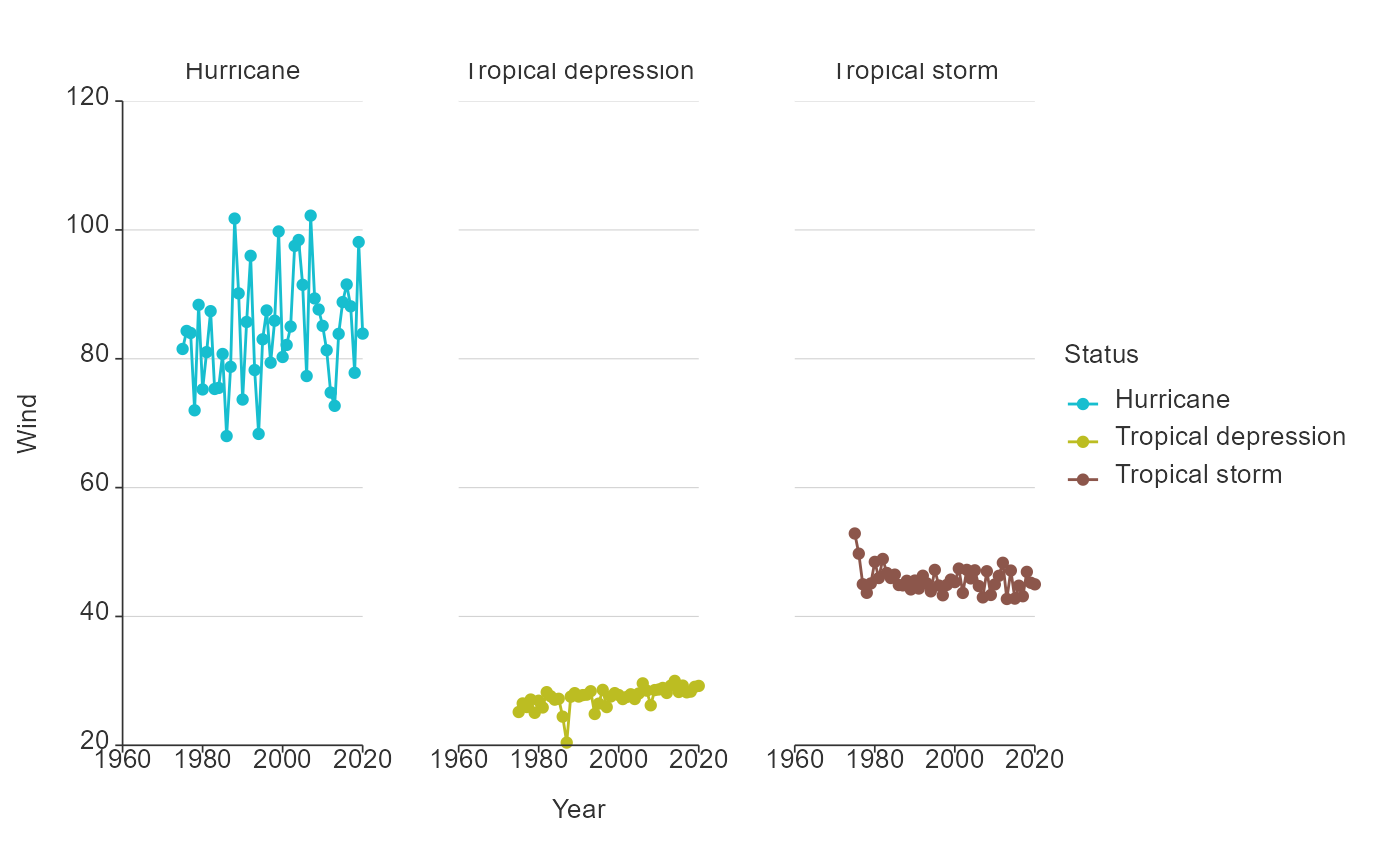 Hurricane Tropical depression Tropical storm
120
100
80
60
40
20
1960 1980 2000 2020 1960 1980 2000 2020 1960 1980 2000 2020
Wind
Year
Status
Hurricane
Tropical depression
Tropical storm